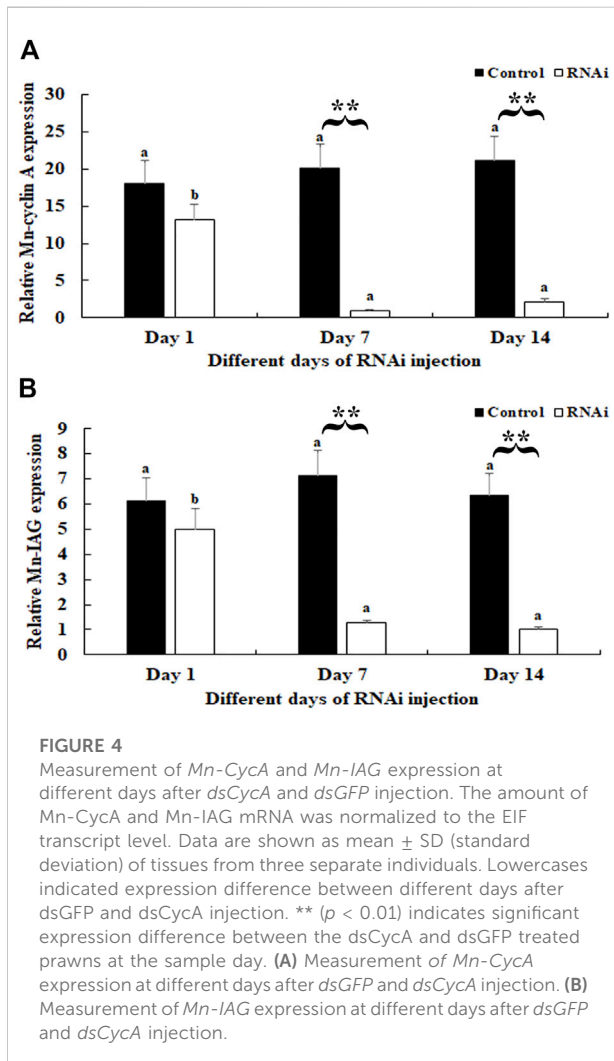 A
■ Control □ RNAi
Relative Mn-cyclin A expression
30
25
20
15
10
5
0
a
b
a
**
a
a
**
a
Day 1 Day 7 Day 14
Different days of RNAi injection
B
■ Control □ RNAi
Relative Mn-IAG expression
9
8
7
6
5
4
3
2
1
0
a
b
a
**
a
a
**
a
Day 1 Day 7 Day 14
Different days of RNAi injection
FIGURE 4
Measurement of Mn-CycA and Mn-IAG expression at
different days after dsCycA and dsGFP injection. The amount of
Mn-CycA and Mn-IAG mRNA was normalized to the EIF
transcript level. Data are shown as mean ± SD (standard
deviation) of tissues from three separate individuals. Lowercases
indicated expression difference between different days after
dsGFP and dsCycA injection. ** (p < 0.01) indicates significant
expression difference between the dsCycA and dsGFP treated
prawns at the sample day. (A) Measurement of Mn-CycA
expression at different days after dsGFP and dsCycA injection. (B)
Measurement of Mn-IAG expression at different days after dsGFP
and dsCycA injection.